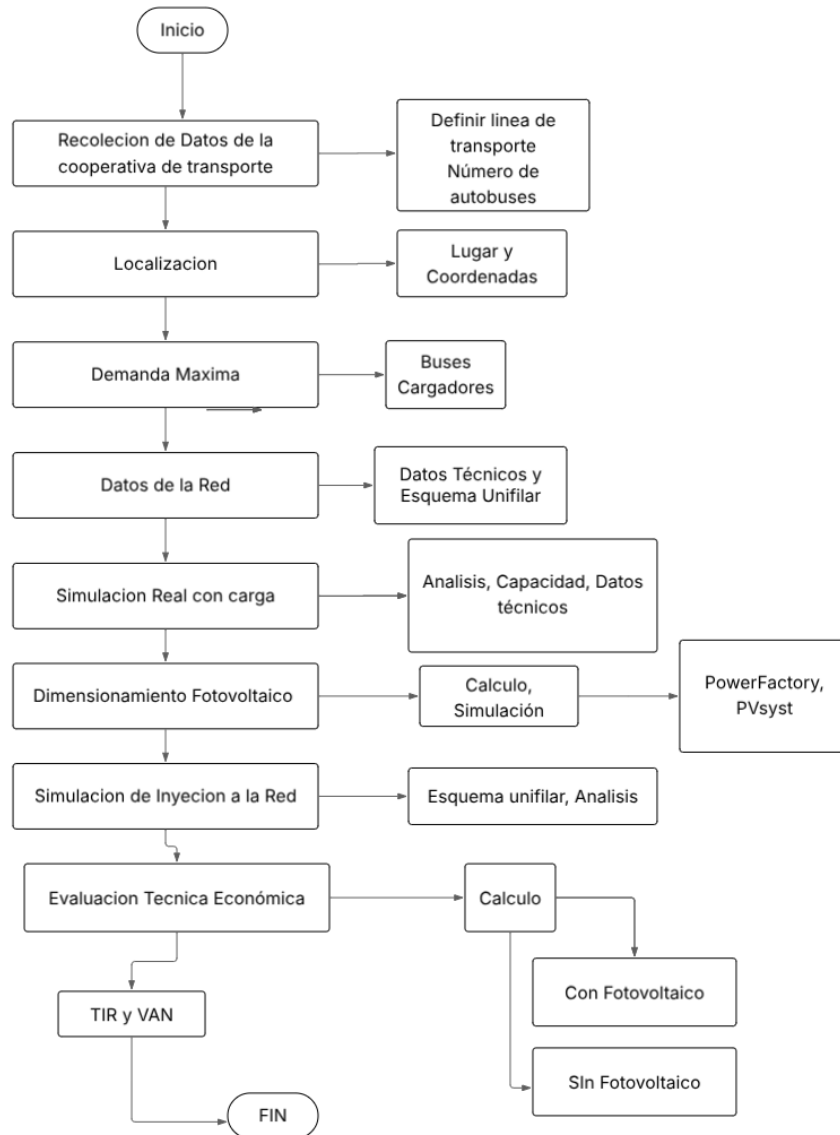 Inicio
Recolecion de Datos de la
cooperativa de transporte
Definir linea de
transporte
Número de
autobuses
Localizacion
Lugar y
Coordenadas
Demanda Maxima
Buses
Cargadores
Datos de la Red
Datos Técnicos y
Esquema Unifilar
Simulacion Real con carga
Analisis, Capacidad, Datos
técnicos
Dimensionamiento Fotovoltaico
Calculo,
Simulación
PowerFactory,
PVsyst
Simulacion de Inyecion a la Red
Esquema unifilar, Analisis
Evaluacion Tecnica Económica
Calculo
Con Fotovoltaico
TIR y VAN
SIn Fotovoltaico
FIN